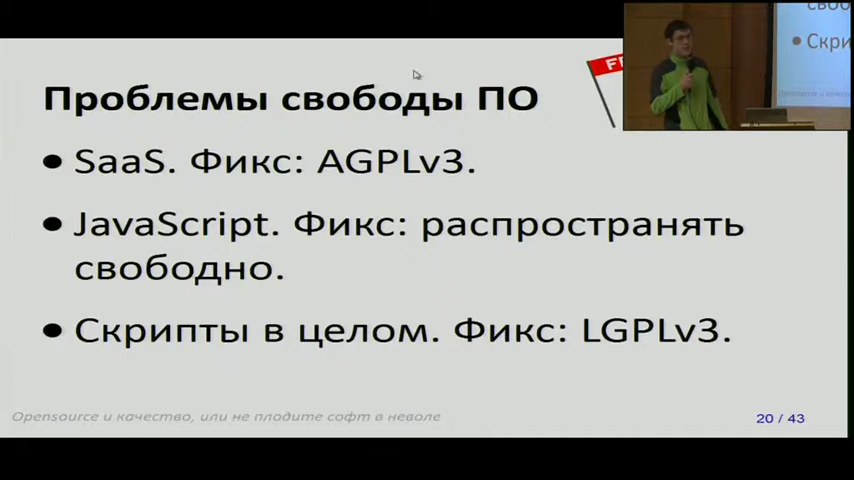 Проблемы свободы ПО
SaaS. Фикс: AGPLv3.
JavaScript. Фикс: распространять
свободно.
Скрипты в целом. Фикс: LGPLv3.
Opensource и качество, или не плодите софт в неволе
20 / 43
Скри